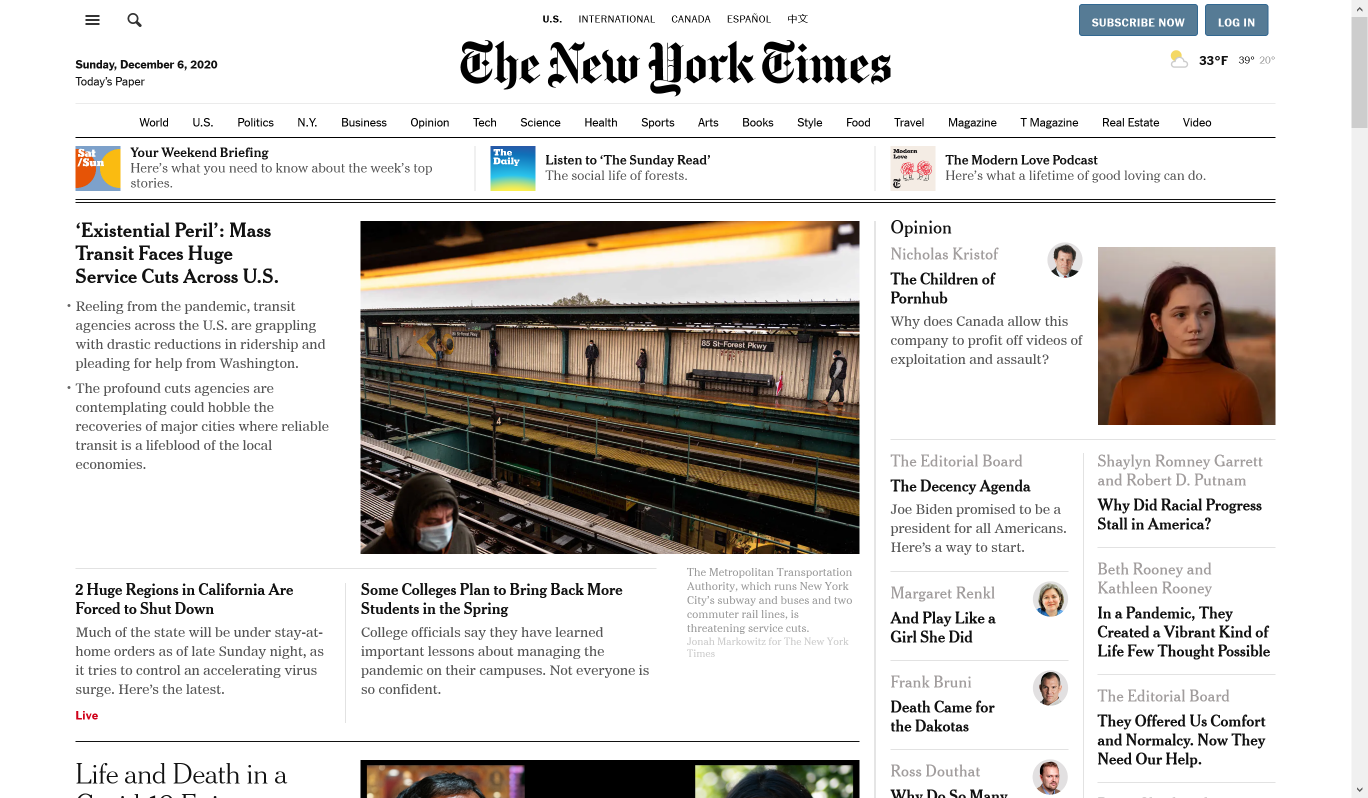 U.S. INTERNATIONAL CANADA ESPAÑOL 中文
SUBSCRIBE NOW
LOG IN
Sunday, December 6, 2020
Today's Paper
The New York Times
33°F 39° 20°
World U.S. Politics N.Y. Business Opinion Tech Science Health Sports Arts Books Style Food Travel Magazine T Magazine Real Estate Video
Sat
/Sun
Your Weekend Briefing
Here's what you need to know about the week's top
stories.
The
Daily
Listen to ‘The Sunday Read’
The social life of forests.
Modern
Love
The Modern Love Podcast
Here's what a lifetime of good loving can do.
‘Existential Peril’: Mass
Transit Faces Huge
Service Cuts Across U.S.
• Reeling from the pandemic, transit
agencies across the U.S. are grappling
with drastic reductions in ridership and
pleading for help from Washington.
• The profound cuts agencies are
contemplating could hobble the
recoveries of major cities where reliable
transit is a lifeblood of the local
economies.
85 St-Forest Pkwy
4
The Metropolitan Transportation
Authority, which runs New York
City's subway and buses and two
commuter rail lines, is
threatening service cuts.
Jonah Markowitz for The New York
Times
2 Huge Regions in California Are
Forced to Shut Down
Much of the state will be under stay-at-
home orders as of late Sunday night, as
it tries to control an accelerating virus
surge. Here's the latest.
Live
Some Colleges Plan to Bring Back More
Students in the Spring
College officials say they have learned
important lessons about managing the
pandemic on their campuses. Not everyone is
so confident.
Life and Death in a
Opinion
Nicholas Kristof
The Children of
Pornhub
Why does Canada allow this
company to profit off videos of
exploitation and assault?
The Editorial Board
The Decency Agenda
Joe Biden promised to be a
president for all Americans.
Here's a way to start.
Margaret Renkl
And Play Like a
Girl She Did
Frank Bruni
Death Came for
the Dakotas
Ross Douthat
Why Do So Many
Shaylyn Romney Garrett
and Robert D. Putnam
Why Did Racial Progress
Stall in America?
Beth Rooney and
Kathleen Rooney
In a Pandemic, They
Created a Vibrant Kind of
Life Few Thought Possible
The Editorial Board
They Offered Us Comfort
and Normalcy. Now They
Need Our Help.